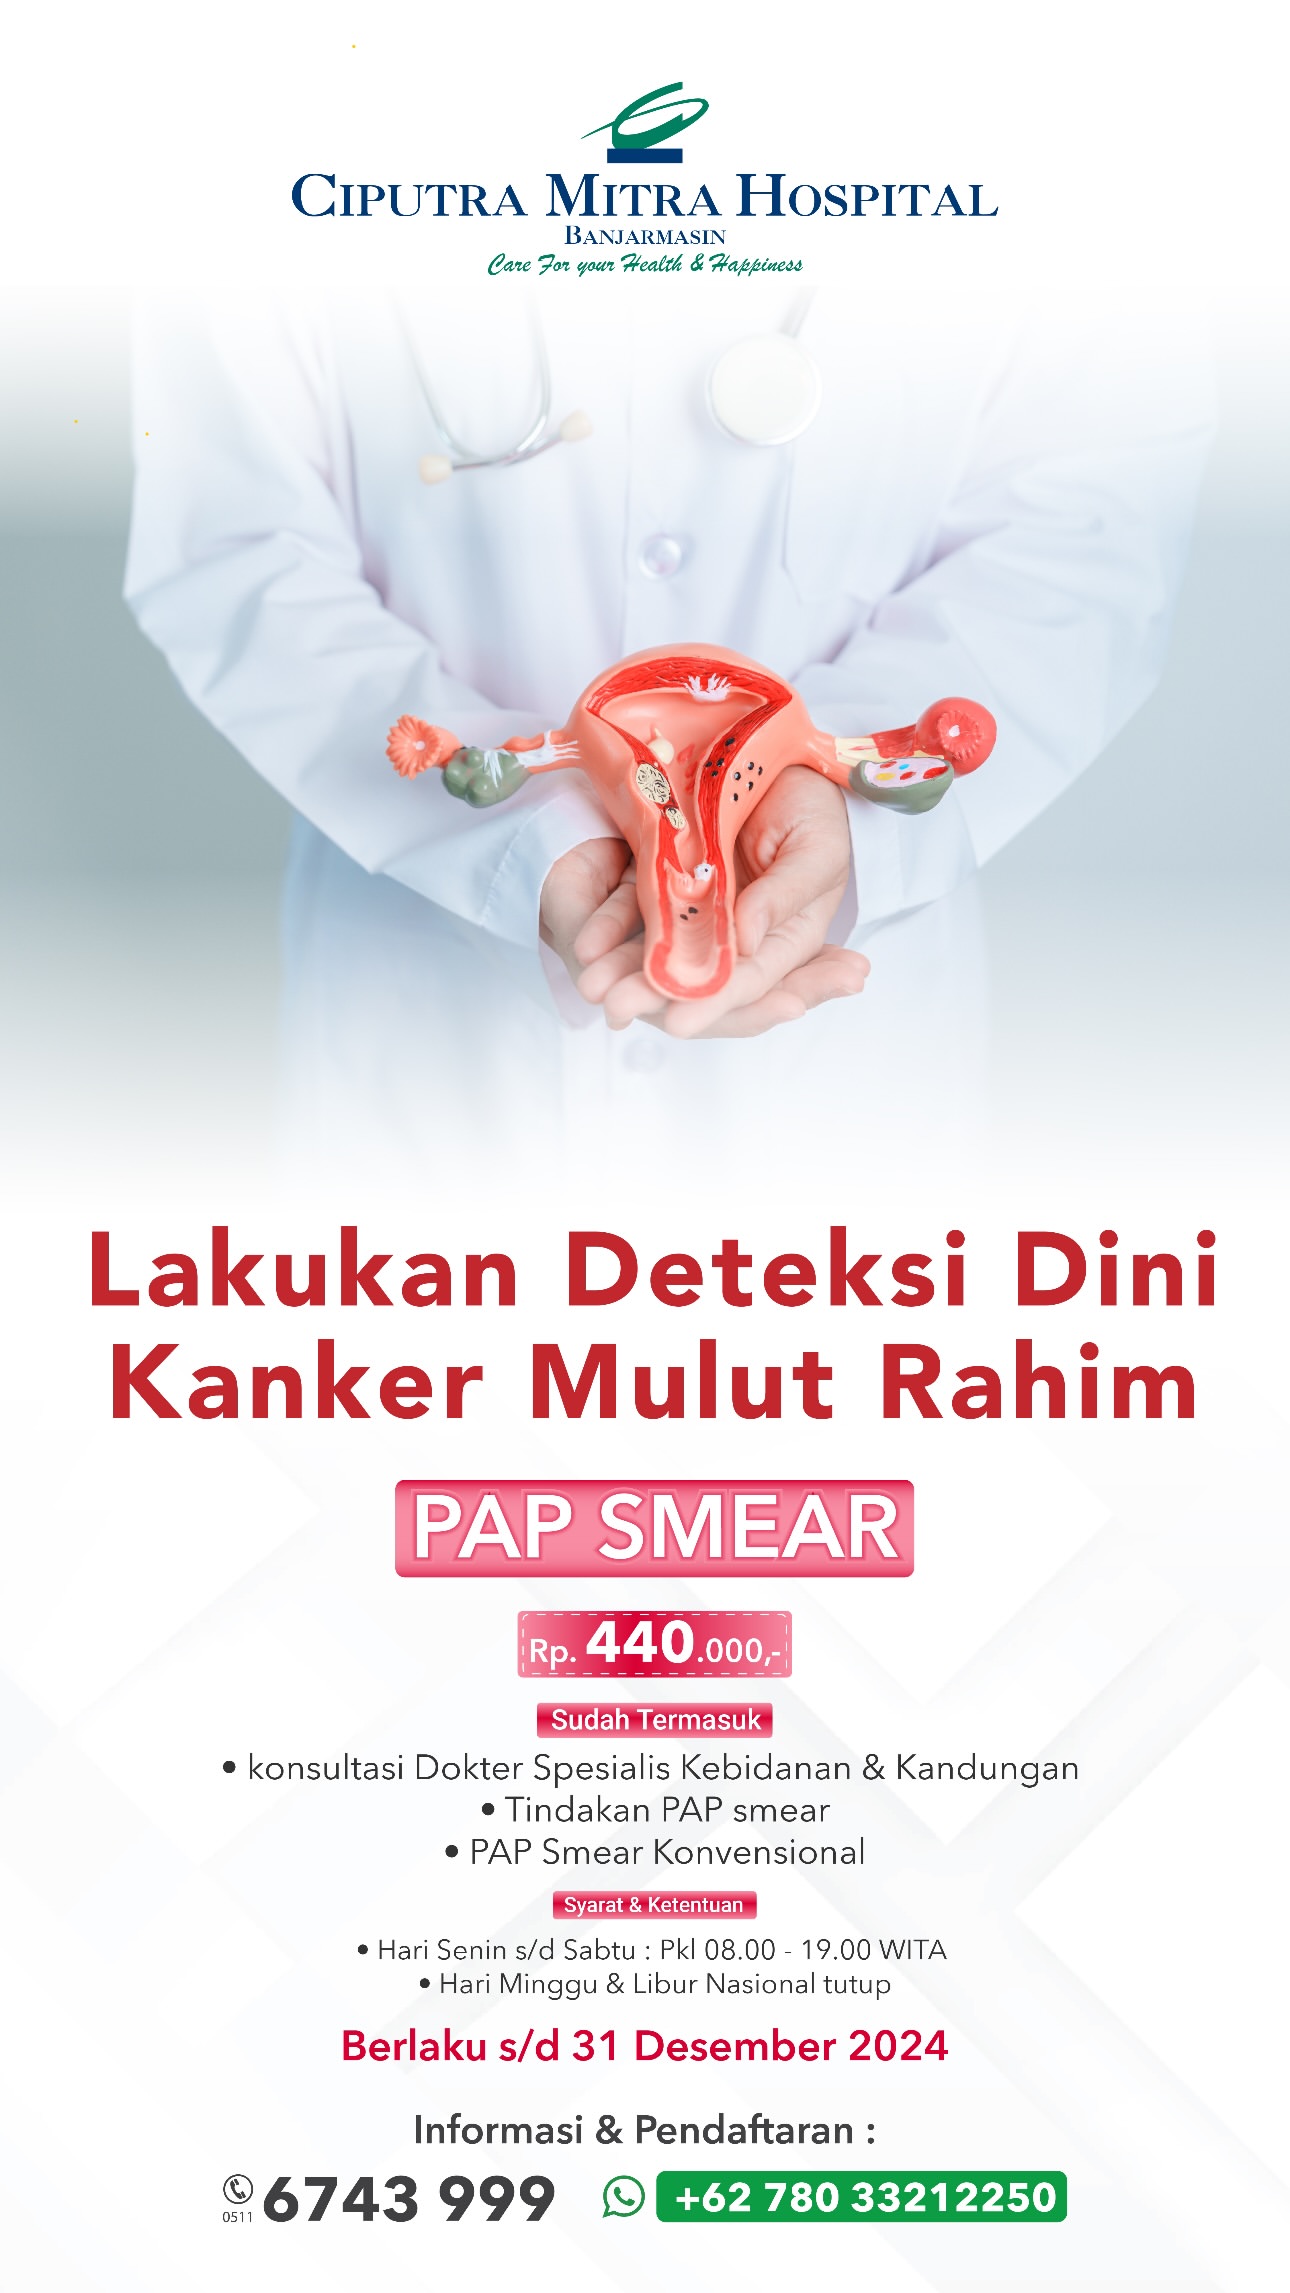 CIPUTRA MITRA HOSPITAL
BANJARMASIN
Care For your Health & Happiness
Lakukan Deteksi Dini
Kanker Mulut Rahim
PAP SMEAR
Rp. 440.000,-
Sudah Termasuk
• konsultasi Dokter Spesialis Kebidanan & Kandungan
• Tindakan PAP smear
• PAP Smear Konvensional
Syarat & Ketentuan
• Hari Senin s/d Sabtu : Pkl 08.00 - 19.00 WITA
• Hari Minggu & Libur Nasional tutup
Berlaku s/d 31 Desember 2024
Informasi & Pendaftaran :
0511 6743 999 +62 780 33212250